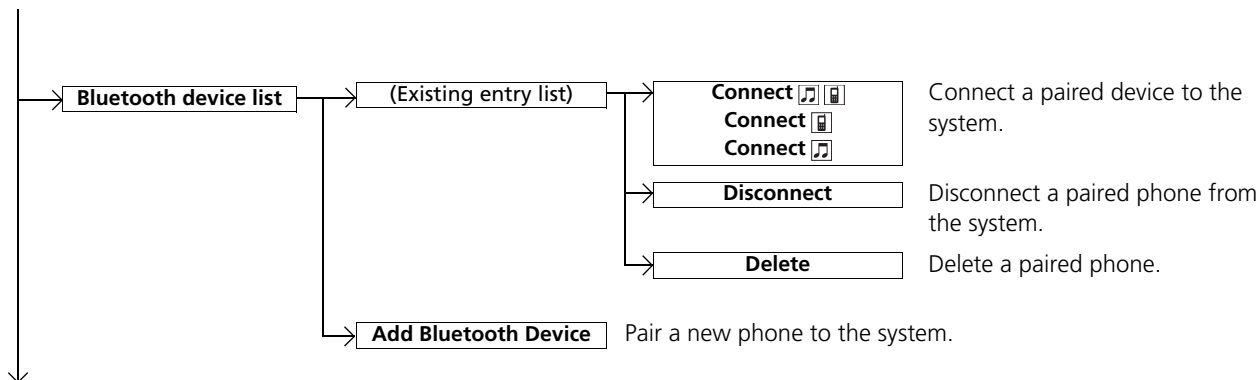 Bluetooth device list
(Existing entry list)
Connect
Connect
Connect
Connect a paired device to the
system.
Disconnect
Disconnect a paired phone from
the system.
Delete
Delete a paired phone.
Add Bluetooth Device
Pair a new phone to the system.